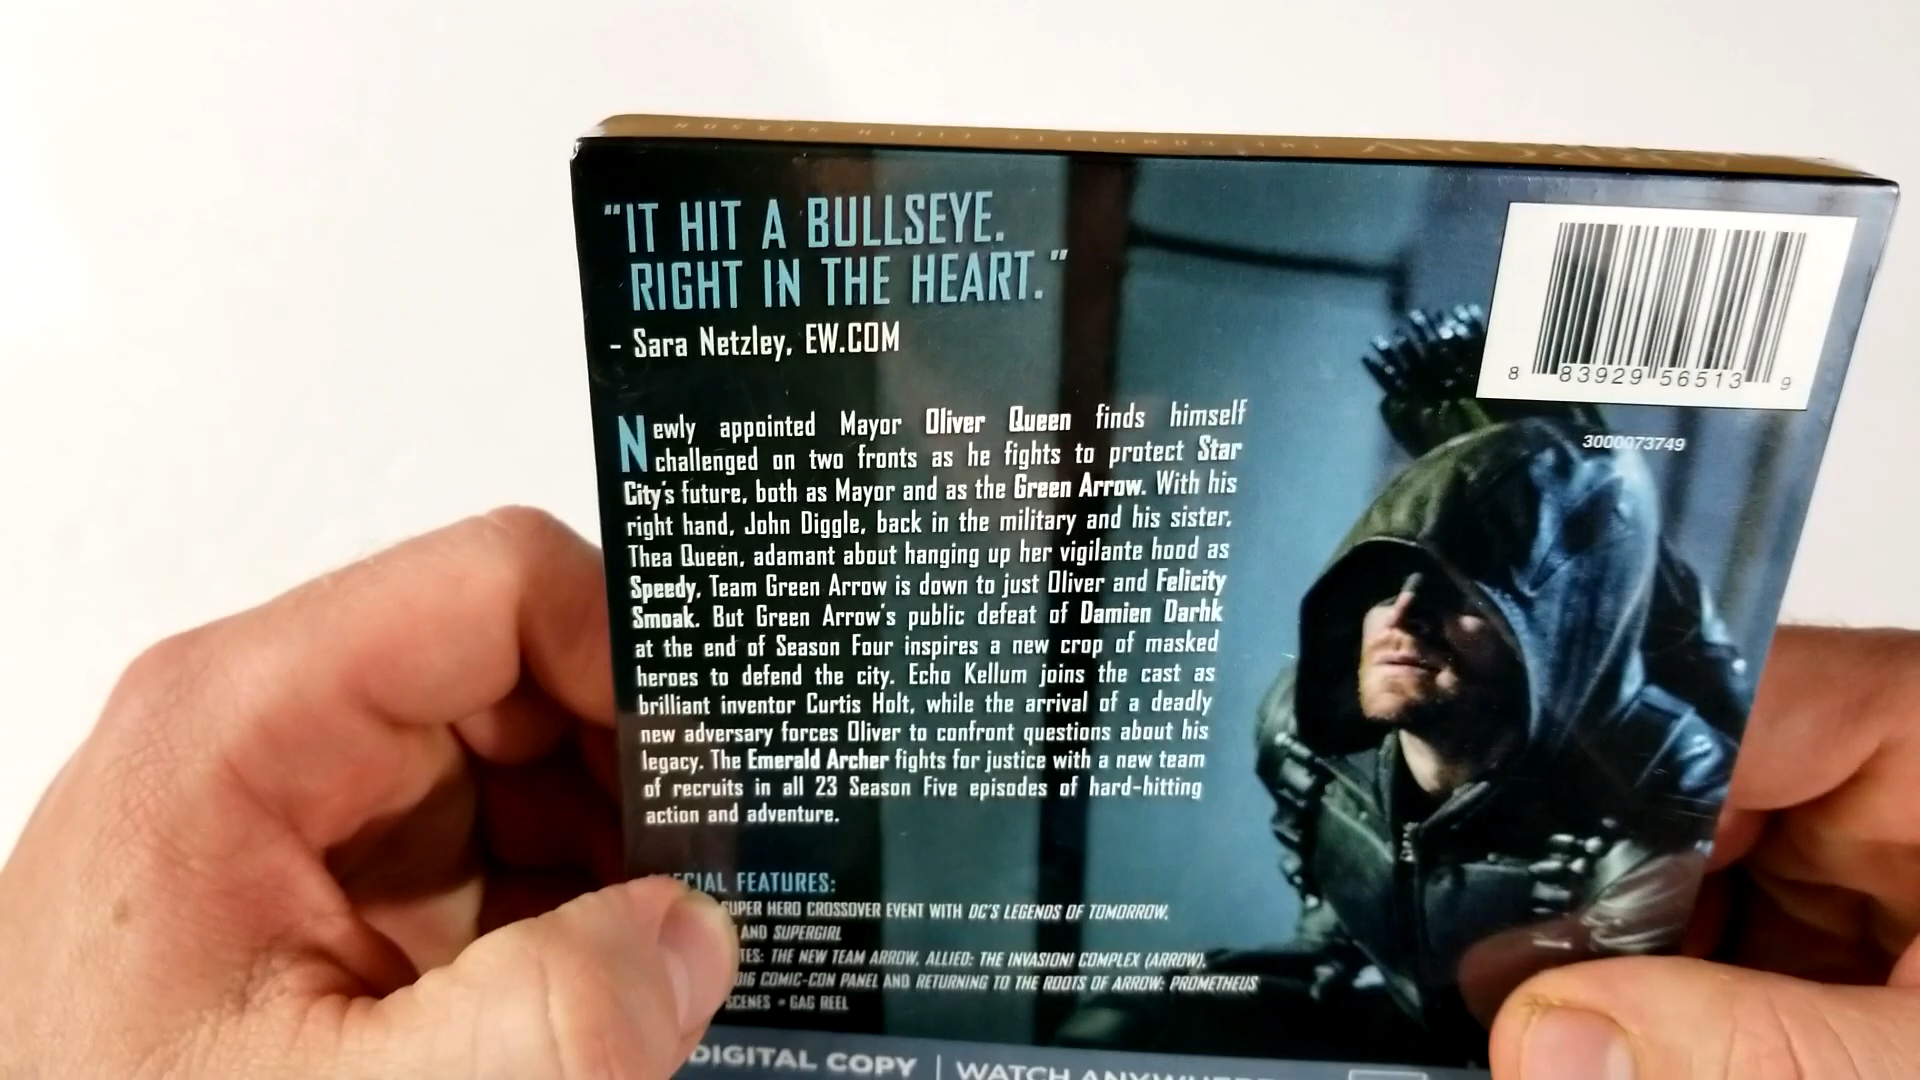 "IT HIT A BULLSEYE.
RIGHT IN THE HEART."
- Sara Netzley, EW.COM
8 83929 56513 9
3000073749
Newly appointed Mayor Oliver Queen finds himself
challenged on two fronts as he fights to protect Star
City's future, both as Mayor and as the Green Arrow. With his
right hand, John Diggle, back in the military and his sister,
Thea Queen, adamant about hanging up her vigilante hood as
Speedy, Team Green Arrow is down to just Oliver and Felicity
Smoak. But Green Arrow's public defeat of Damien Darhk
at the end of Season Four inspires a new crop of masked
heroes to defend the city. Echo Kellum joins the cast as
brilliant inventor Curtis Holt, while the arrival of a deadly
new adversary forces Oliver to confront questions about his
legacy. The Emerald Archer fights for justice with a new team
of recruits in all 23 Season Five episodes of hard-hitting
action and adventure.
FEATURES:
SUPER HERO CROSSOVER EVENT WITH DC'S LEGENDS OF TOMORROW,
AND SUPERGIRL
THE NEW TEAM ARROW, ALLIED: THE INVASION! COMPLEX (ARROW),
COMIC-CON PANEL AND RETURNING TO THE ROOTS OF ARROW: PROMETHEUS
SCENES • GAG REEL
DIGITAL COPY | WATCH ANYWHERE